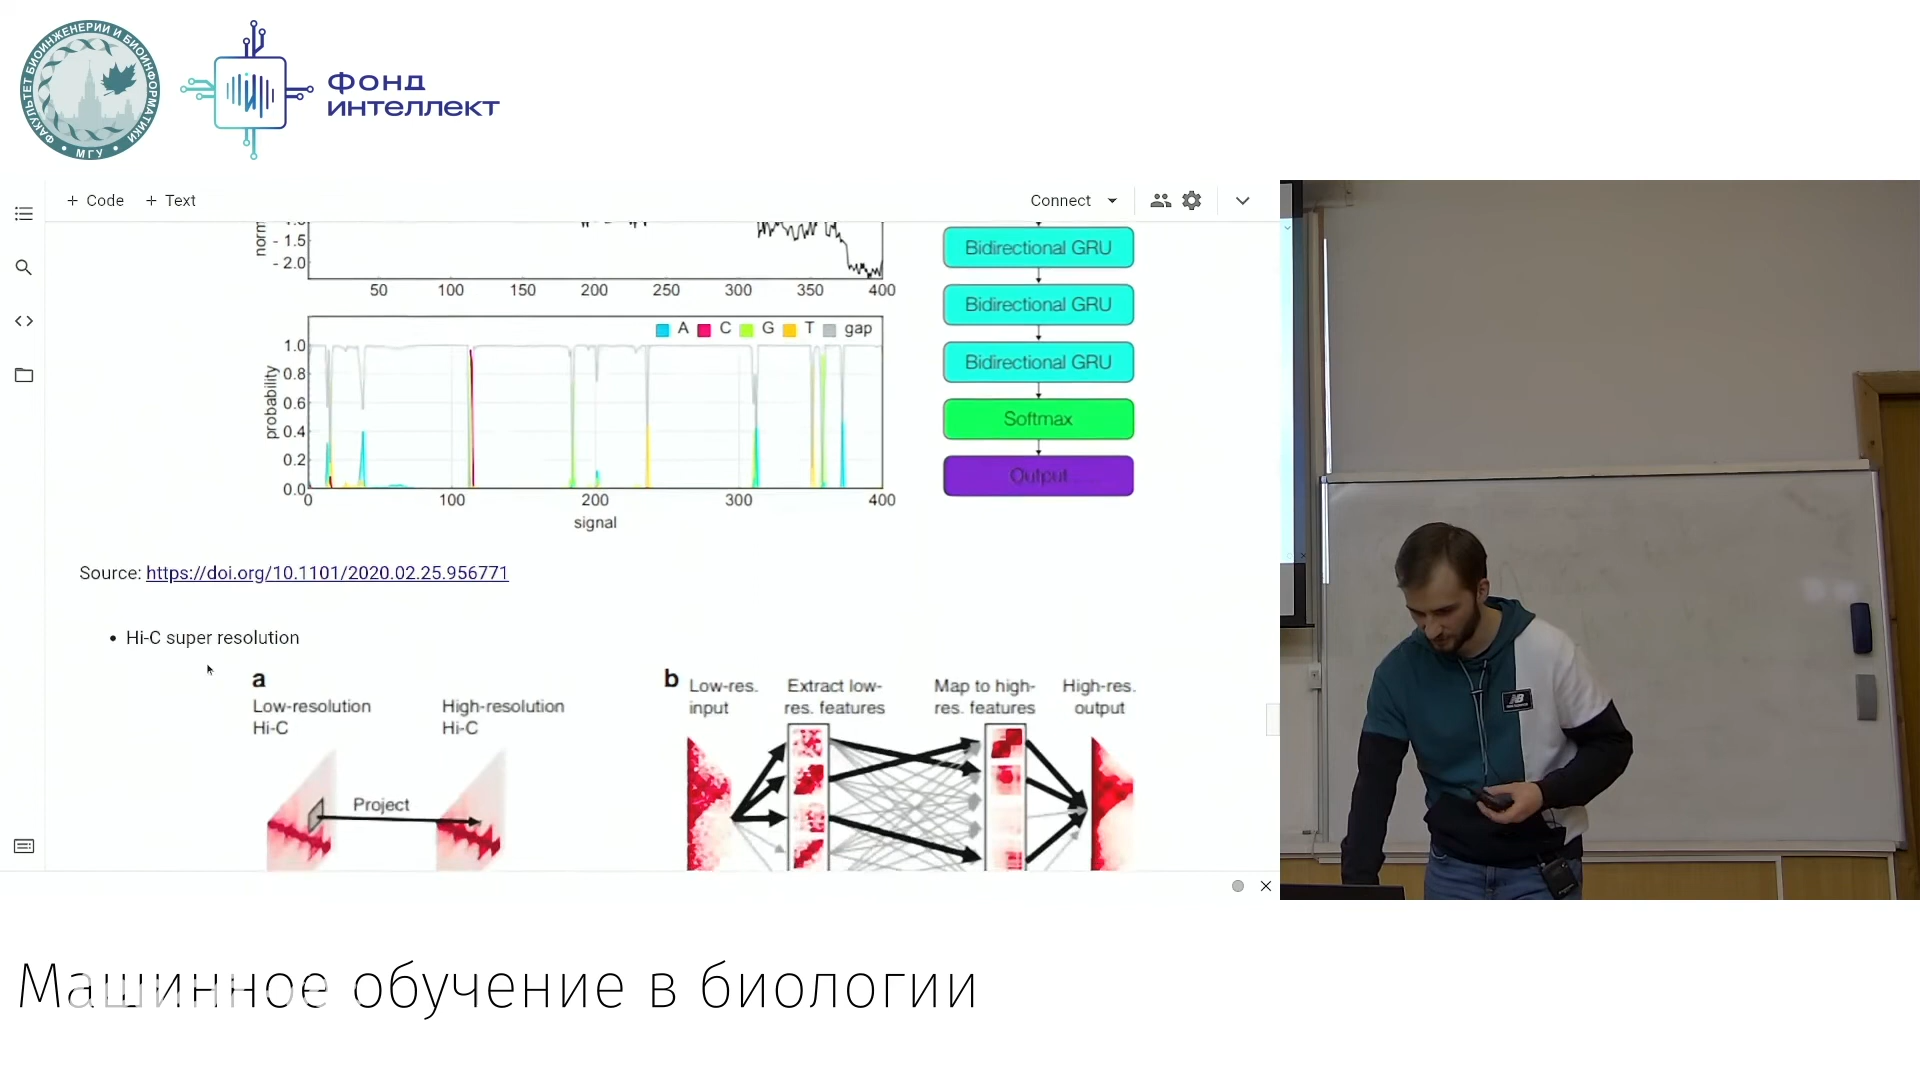 ФАКУЛЬТЕТ БИОИНЖЕНЕРИИ И БИОИНФОРМАТИКИ
МГУ
ФОНД
ИНТЕЛЛЕКТ
+ Code + Text
Connect
norm
-1.5
-2.0
50 100 150 200 250 300 350 400
A C G T gap
1.0
0.8
0.6
0.4
0.2
0.0
probability
0 100 200 300 400
signal
Bidirectional GRU
Bidirectional GRU
Bidirectional GRU
Softmax
Output
Source: https://doi.org/10.1101/2020.02.25.956771
• Hi-C super resolution
a
Low-resolution
Hi-C
High-resolution
Hi-C
Project
b
Low-res.
input
Extract low-
res. features
Map to high-
res. features
High-res.
output
NB
Машинное обучение в биологии